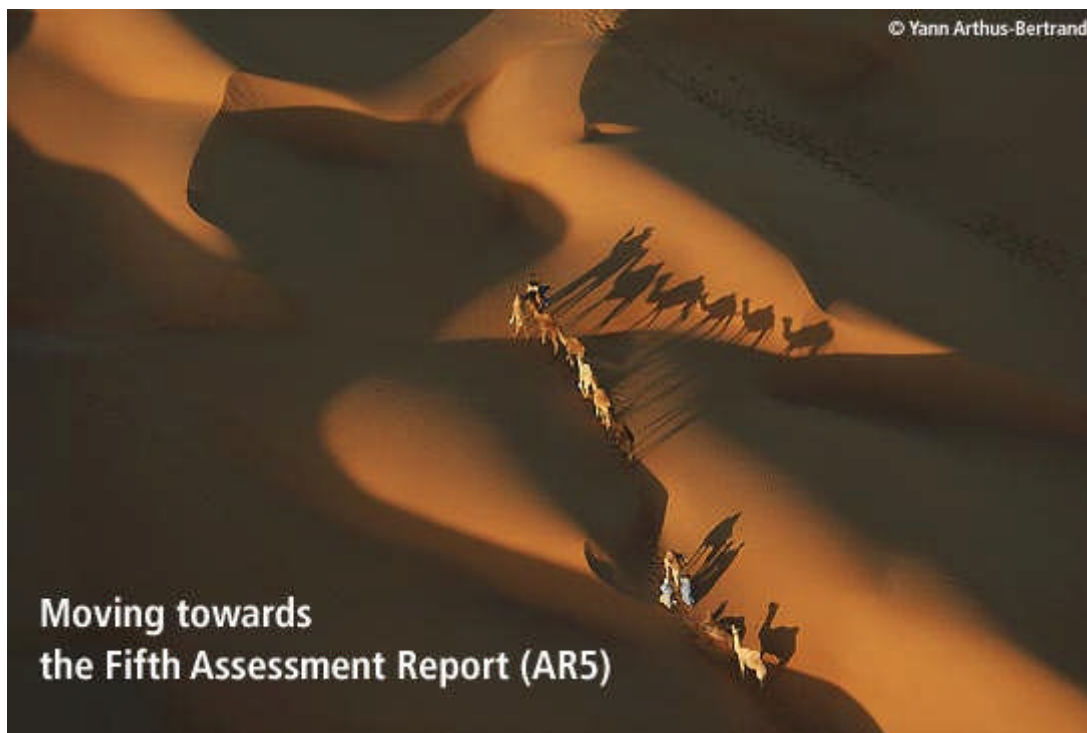 © Yann Arthus-Bertrand
Moving towards
the Fifth Assessment Report (AR5)